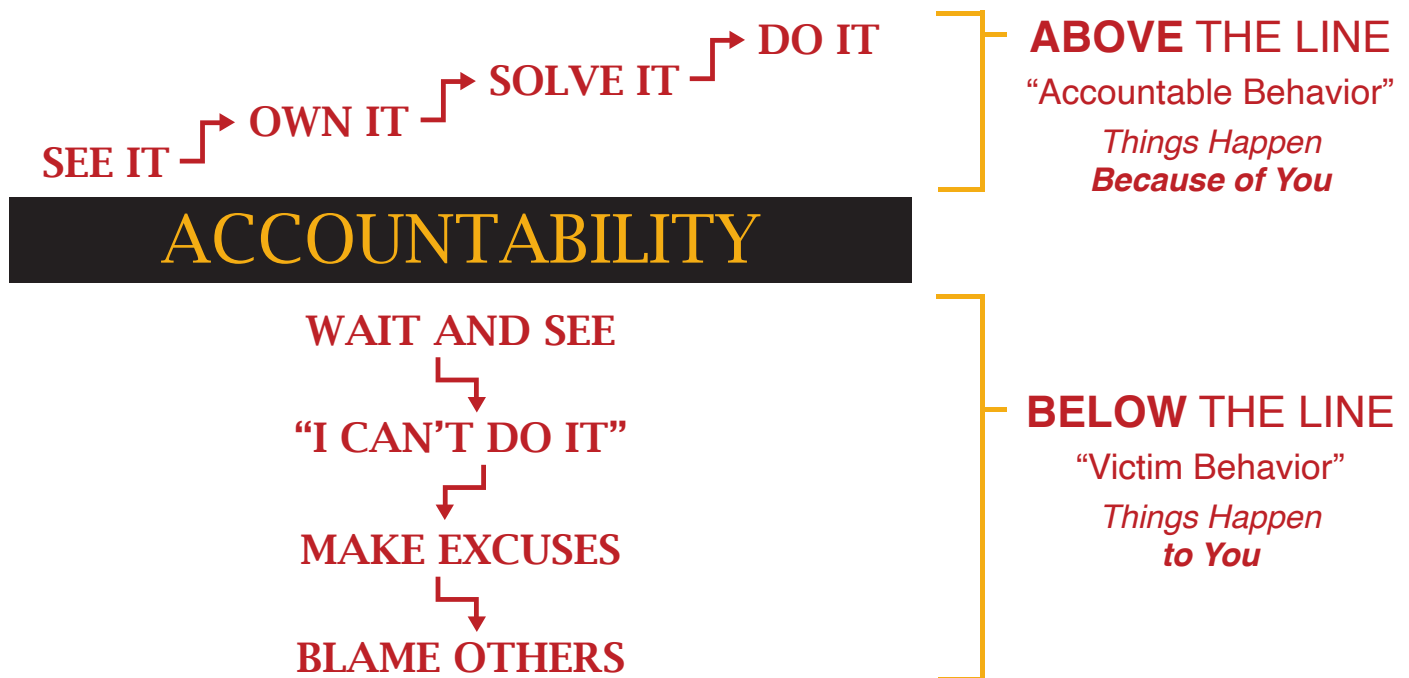 DO IT
SOLVE IT
OWN IT
SEE IT
ABOVE THE LINE
“Accountable Behavior”
Things Happen
Because of You
ACCOUNTABILITY
WAIT AND SEE
“I CAN’T DO IT”
MAKE EXCUSES
BLAME OTHERS
BELOW THE LINE
“Victim Behavior”
Things Happen
to You